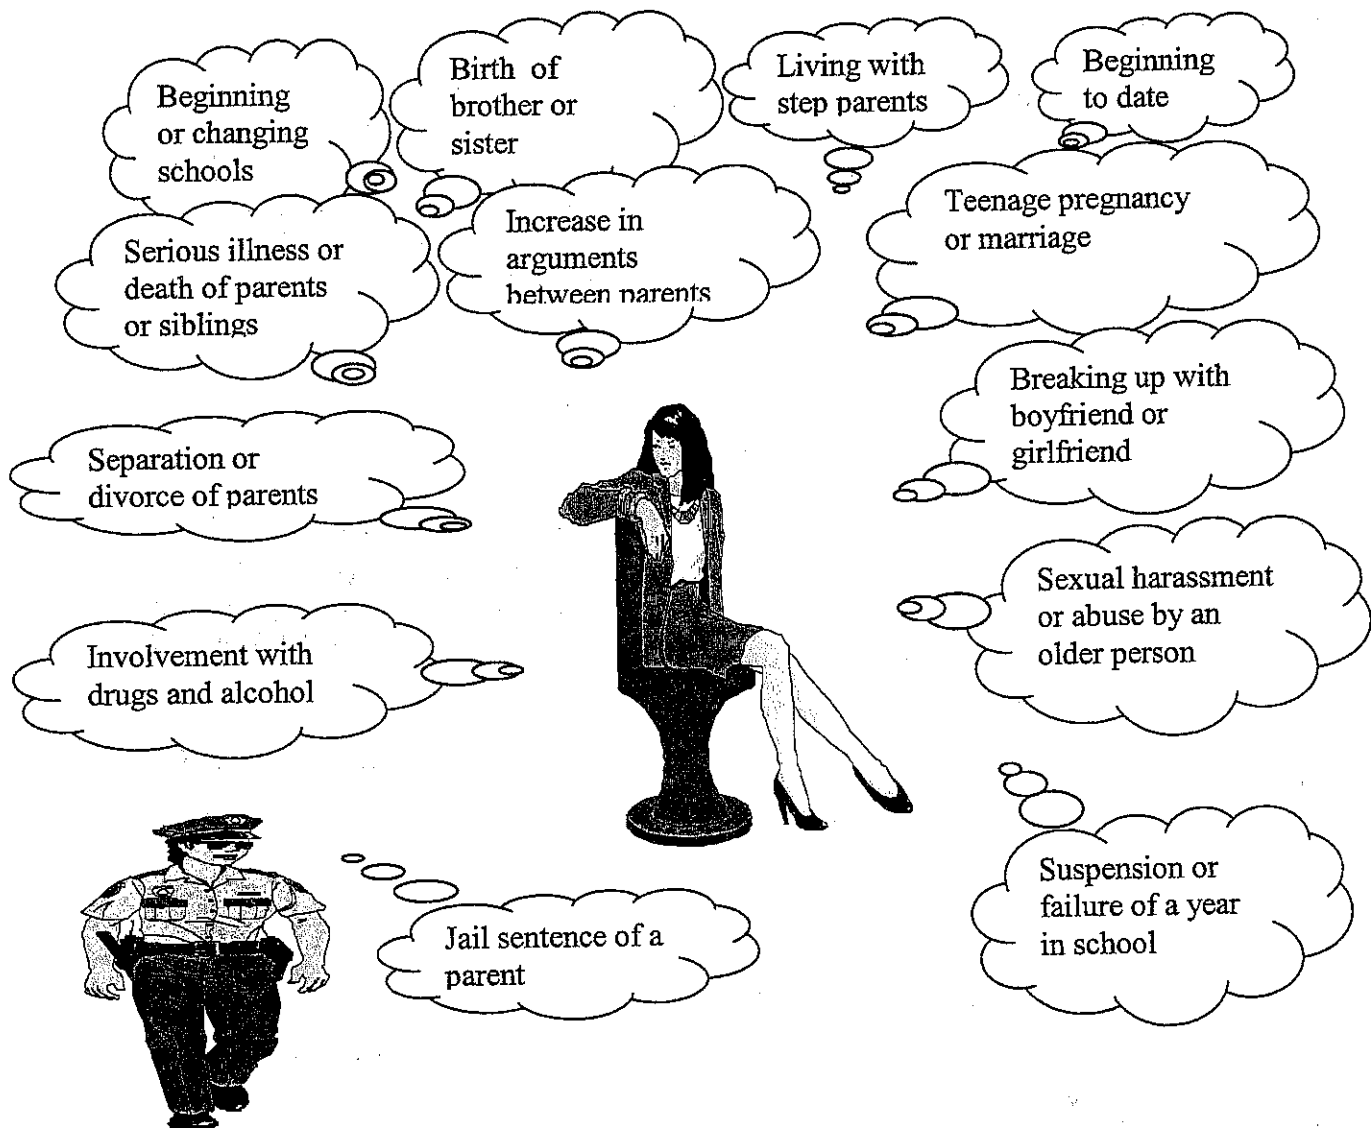 Beginning
or changing
schools
Birth of
brother or
sister
Living with
step parents
Beginning
to date
Serious illness or
death of parents
or siblings
Increase in
arguments
between parents
Teenage pregnancy
or marriage
Separation or
divorce of parents
Breaking up with
boyfriend or
girlfriend
Involvement with
drugs and alcohol
Sexual harassment
or abuse by an
older person
Jail sentence of a
parent
Suspension or
failure of a year
in school